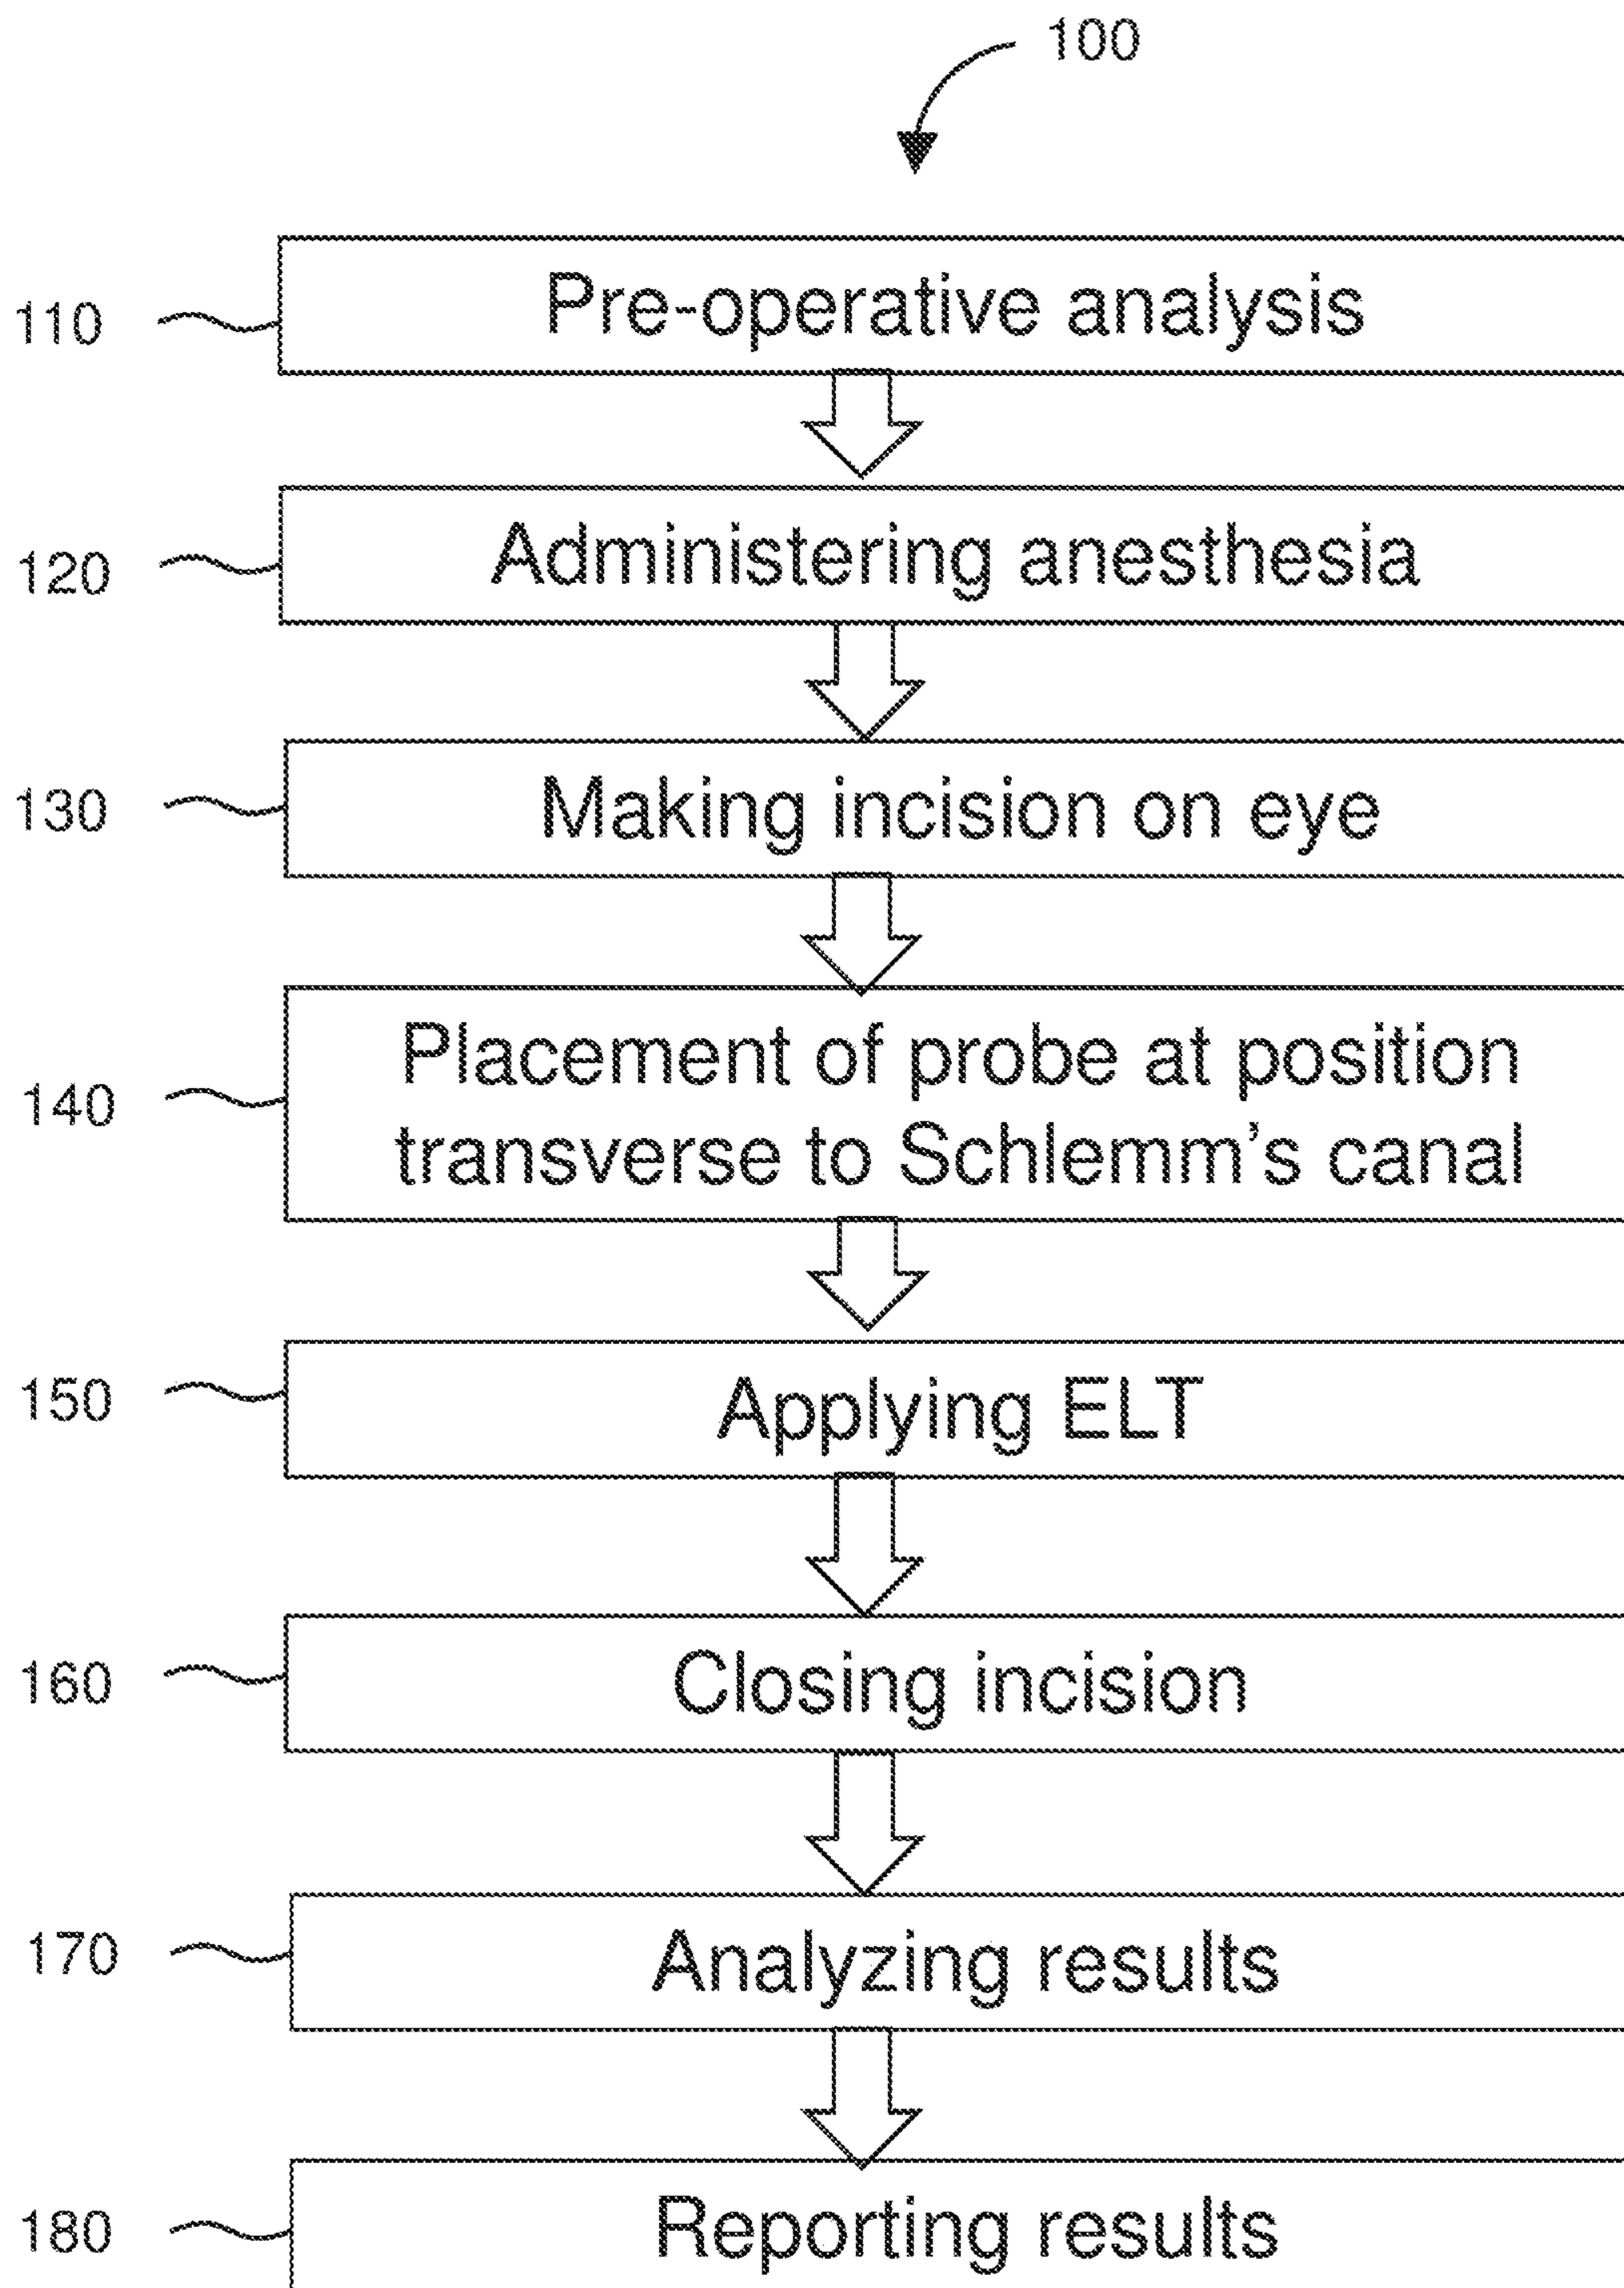 100
110
Pre-operative analysis
120
Administering anesthesia
130
Making incision on eye
140
Placement of probe at position
transverse to Schlemm's canal
150
Applying ELT
160
Closing incision
170
Analyzing results
180
Reporting results